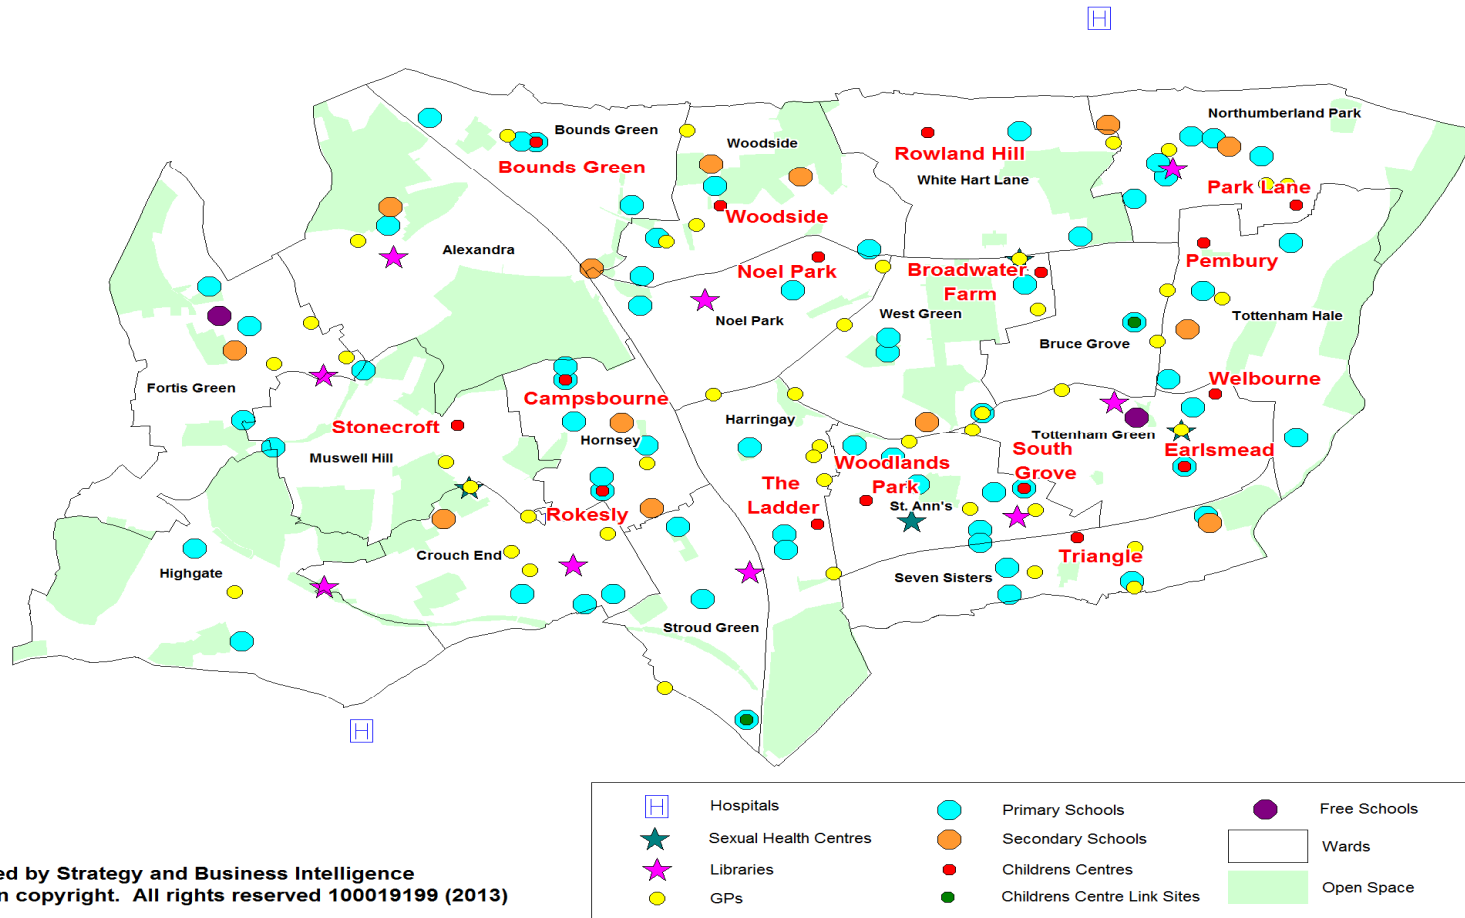 H
Northumberland Park
Bounds Green
Woodside
Rowland Hill
Bounds Green
White Hart Lane
Park Lane
Woodside
Alexandra
Pembury
Noel Park
Broadwater
Farm
West Green
Tottenham Hale
Noel Park
Bruce Grove
Fortis Green
Welbourne
Campsbourne
Harringay
Stonecroft
Hornsey
Tottenham Green
Muswell Hill
South
Grove
Earlsmead
Woodlands
Park
The
Ladder
St. Ann's
Rokesly
Crouch End
Triangle
Highgate
Seven Sisters
Stroud Green
H
H Hospitals
Primary Schools
Free Schools
Sexual Health Centres
Secondary Schools
Wards
Libraries
Childrens Centres
GPs
Childrens Centre Link Sites
Open Space
ed by Strategy and Business Intelligence
n copyright. All rights reserved 100019199 (2013)